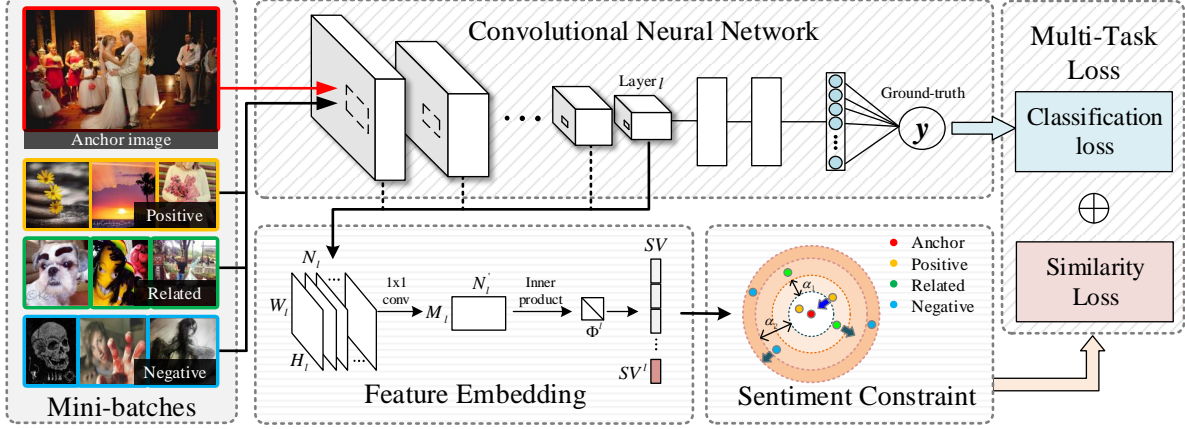 Anchor image
Positive
Related
Negative
Mini-batches
Convolutional Neural Network
Layer l
Ground-truth
y
Multi-Task
Loss
Classification
loss
⊕
Similarity
Loss
N_l
W_l
H_l
1x1
conv
N'_l
M_l
Inner
product
Φ^l
SV
SV^l
Feature Embedding
α_1
α_2
Anchor
Positive
Related
Negative
Sentiment Constraint